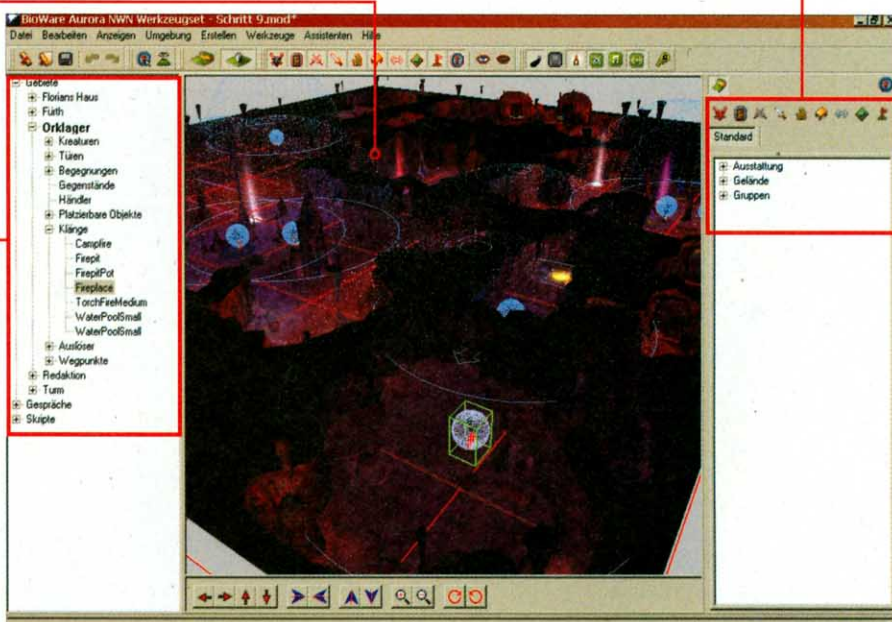 BioWare Aurora NWN Werkzeugset - Schritt 9.mod*
Datei Bearbeiten Anzeigen Umgebung Erstellen Werkzeuge Assistenten Hilfe
Gebiete
Florians Haus
Fürth
Orklager
Kreaturen
Türen
Begegnungen
Gegenstände
Händler
Platzierbare Objekte
Klänge
Campfire
Firepit
FirepitPot
Fireplace
TorchFireMedium
WaterPoolSmall
WaterPoolSmall
Auslöser
Wegpunkte
Redaktion
Turm
Gespräche
Skripte
Standard
Ausstattung
Gelände
Gruppen